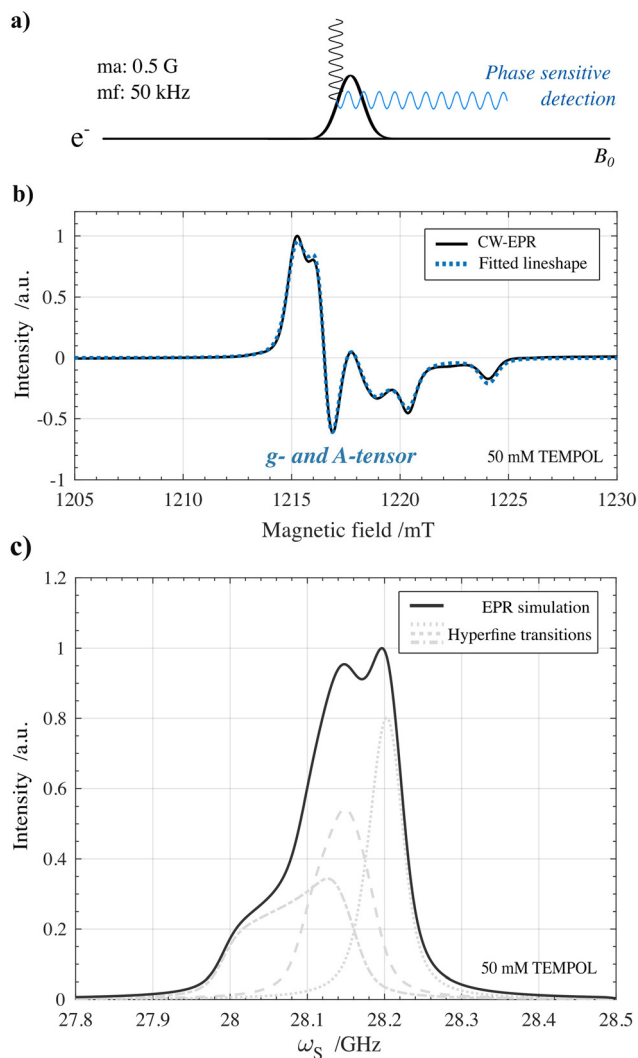 a)
ma: 0.5 G
mf: 50 kHz
Phase sensitive
detection
e-
B0
b)
1
0.5
0
-0.5
-1
Intensity /a.u.
CW-EPR
Fitted lineshape
g- and A-tensor
50 mM TEMPOL
1205 1210 1215 1220 1225 1230
Magnetic field /mT
c)
1.2
1
0.8
0.6
0.4
0.2
0
Intensity /a.u.
EPR simulation
Hyperfine transitions
50 mM TEMPOL
27.8 27.9 28 28.1 28.2 28.3 28.4 28.5
ωS /GHz